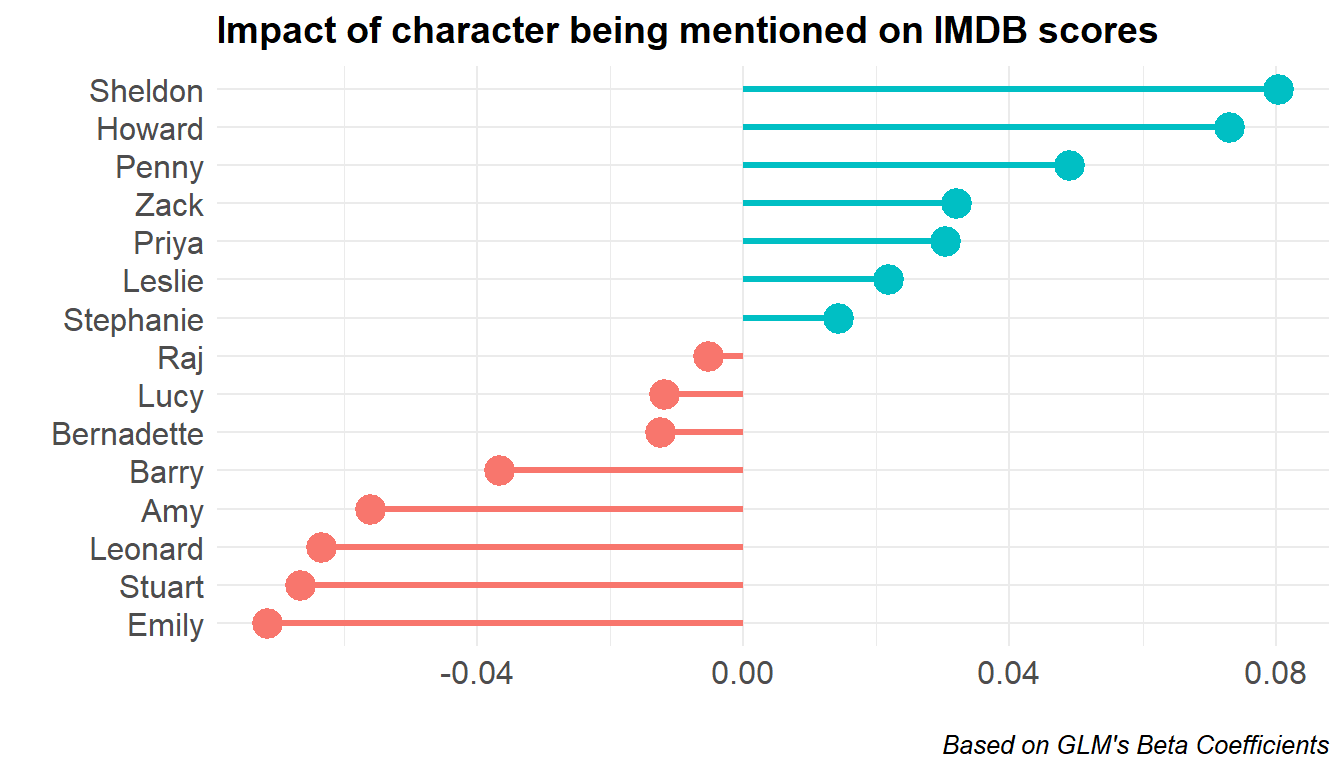 Impact of character being mentioned on IMDB scores
Sheldon
Howard
Penny
Zack
Priya
Leslie
Stephanie
Raj
Lucy
Bernadette
Barry
Amy
Leonard
Stuart
Emily
-0.04 0.00 0.04 0.08
Based on GLM's Beta Coefficients